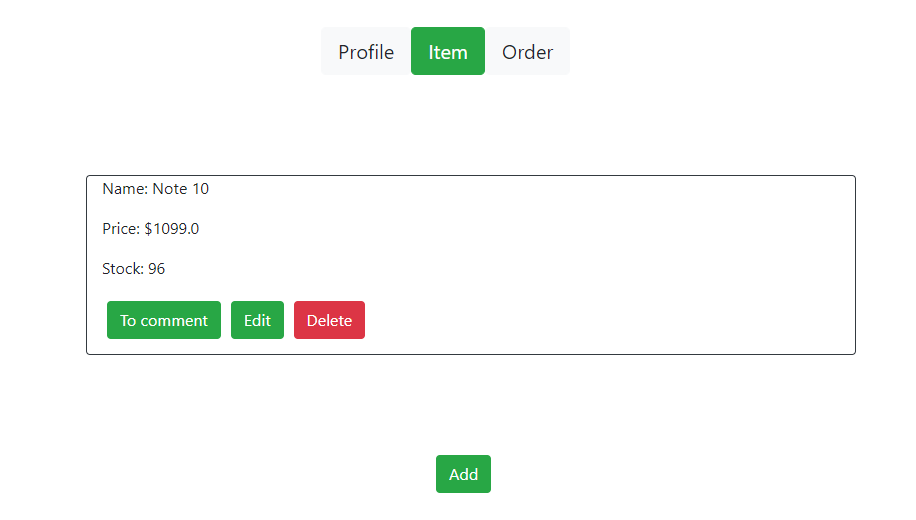 Profile Item Order
Name: Note 10
Price: $1099.0
Stock: 96
To comment Edit Delete
Add